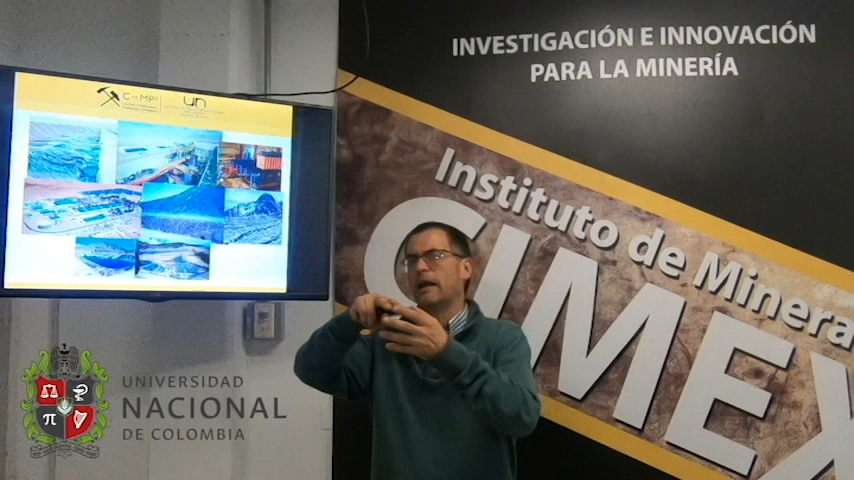 INVESTIGACIÓN E INNOVACIÓN
PARA LA MINERÍA
Instituto de Minera
CIMEX
UNIVERSIDAD
NACIONAL
DE COLOMBIA